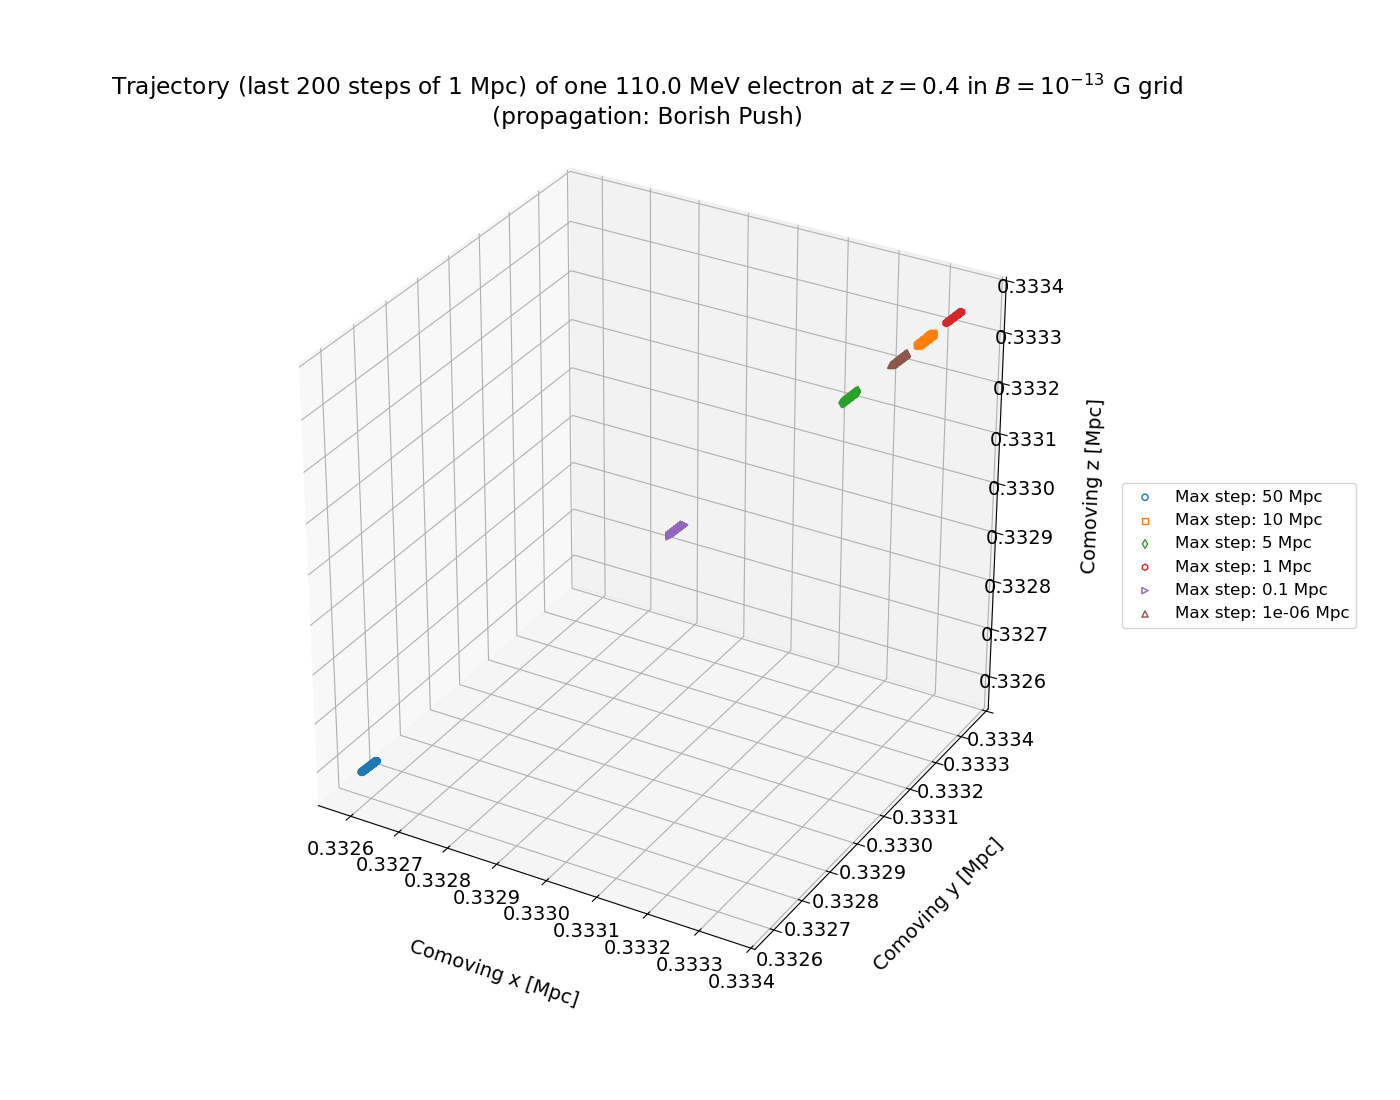 Trajectory (last 200 steps of 1 Mpc) of one 110.0 MeV electron at z = 0.4 in B = 10⁻¹³ G grid
(propagation: Borish Push)
0.3334
0.3333
0.3332
0.3331
0.3330
0.3329
0.3328
0.3327
0.3326
Comoving z [Mpc]
Max step: 50 Mpc
Max step: 10 Mpc
Max step: 5 Mpc
Max step: 1 Mpc
Max step: 0.1 Mpc
Max step: 1e-06 Mpc
0.3334
0.3333
0.3332
0.3331
0.3330
0.3329
0.3328
0.3327
0.3326
Comoving y [Mpc]
0.3326
0.3327
0.3328
0.3329
0.3330
0.3331
0.3332
0.3333
0.3334
Comoving x [Mpc]